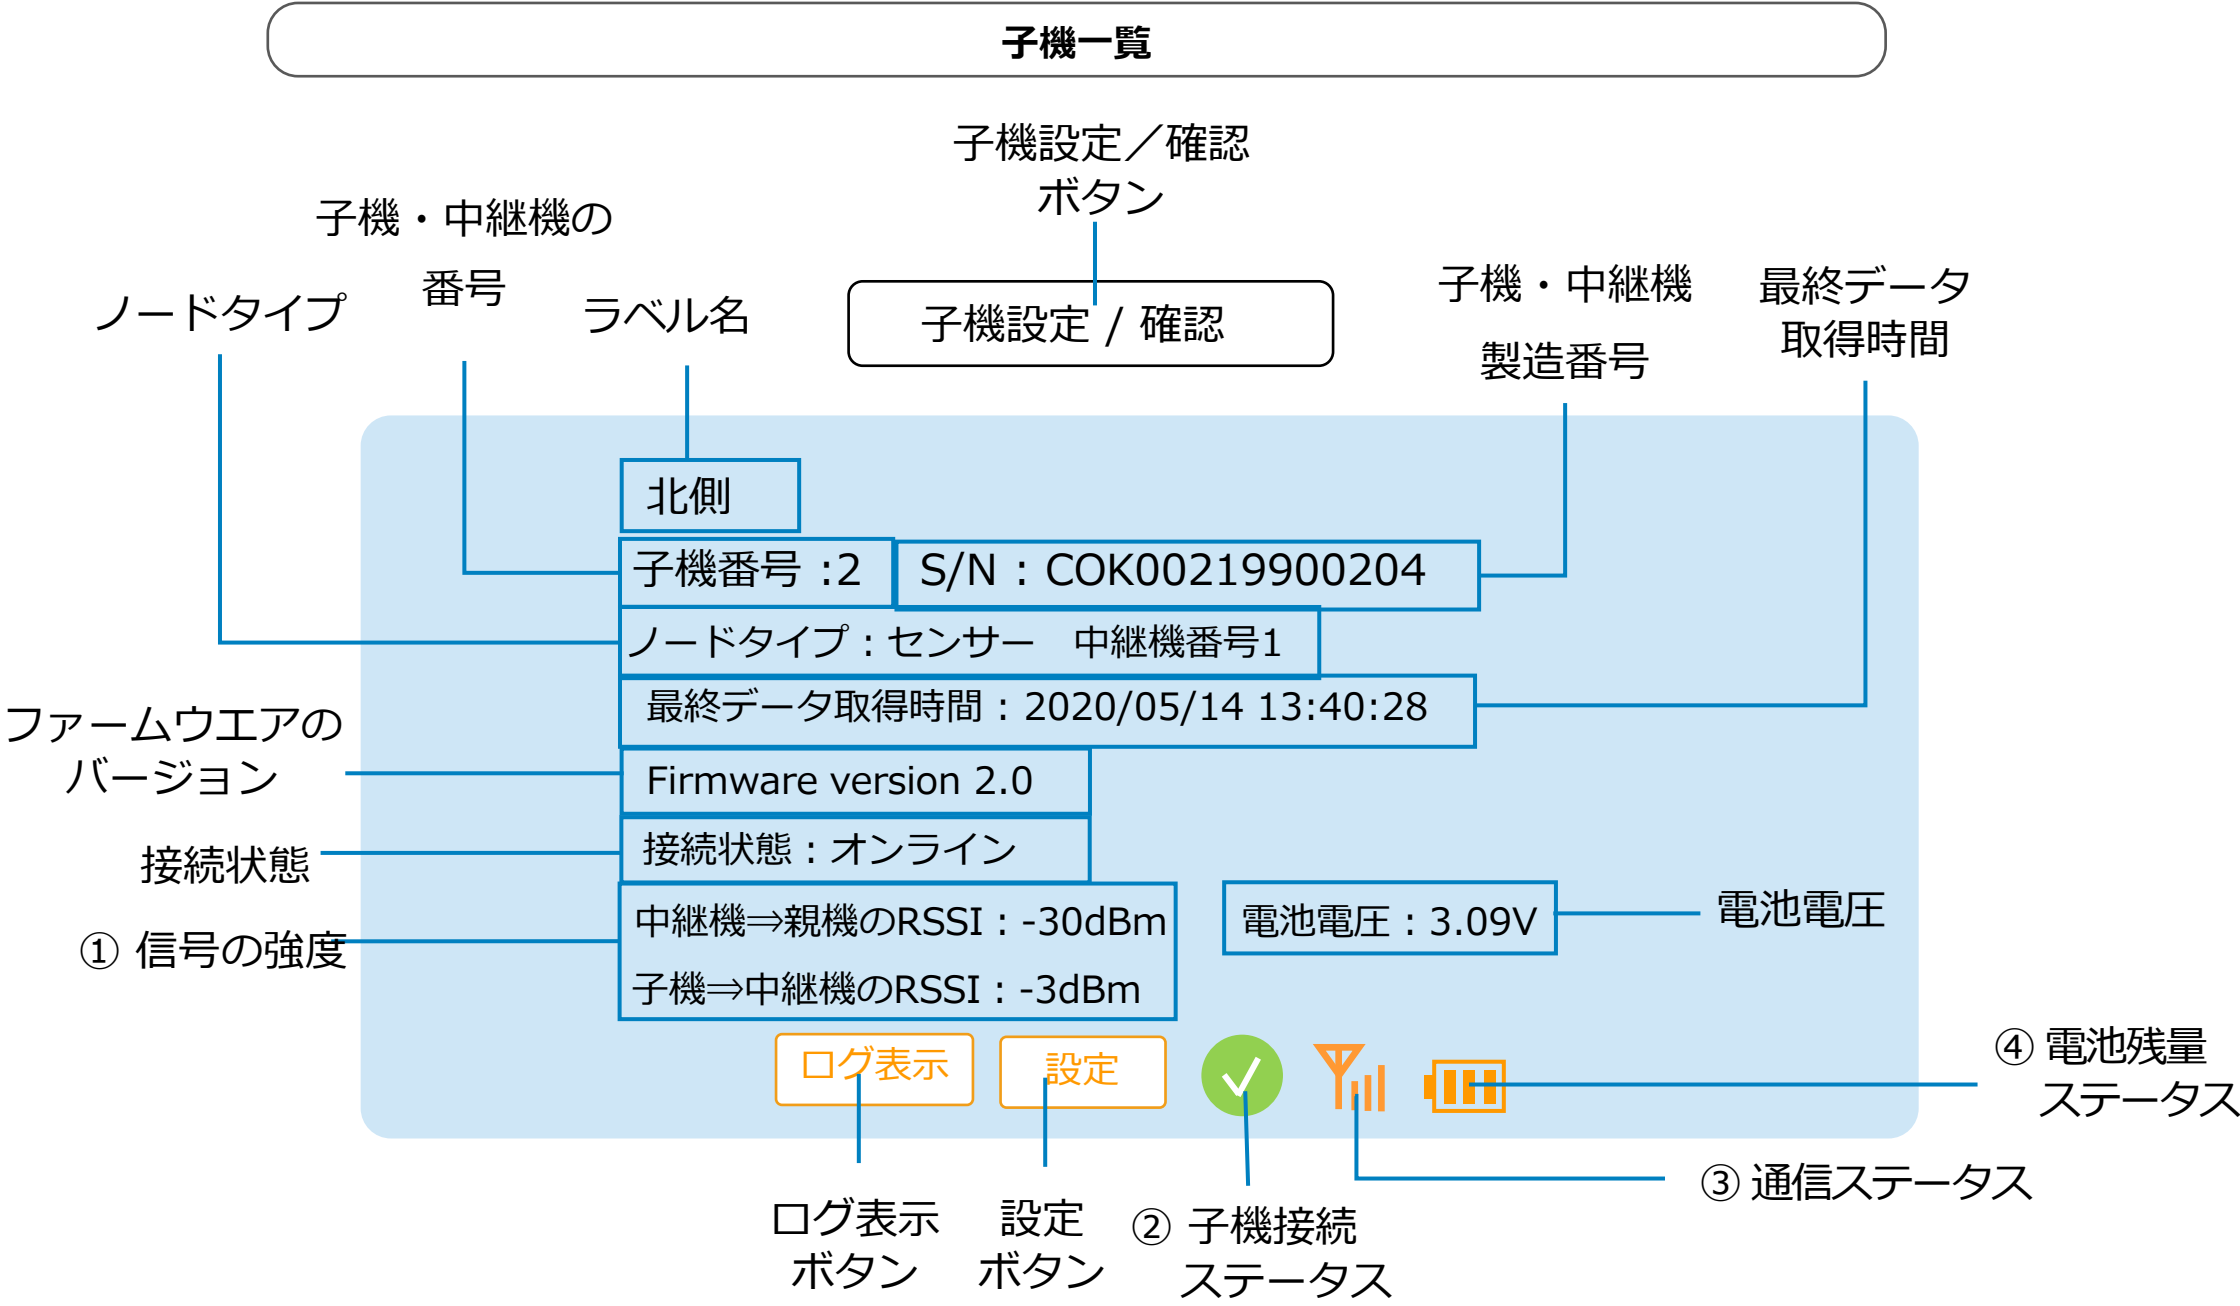 子機一覧
子機設定／確認
ボタン
子機・中継機の
番号
ノードタイプ
ラベル名
子機設定 / 確認
子機・中継機
製造番号
最終データ
取得時間
北側
子機番号 :2
S/N : COK00219900204
ノードタイプ : センサー　中継機番号1
最終データ取得時間 : 2020/05/14 13:40:28
ファームウエアの
バージョン
Firmware version 2.0
接続状態 : オンライン
接続状態
中継機⇒親機のRSSI : -30dBm
電池電圧 : 3.09V
電池電圧
① 信号の強度
子機⇒中継機のRSSI : -3dBm
ログ表示
設定
④ 電池残量
ステータス
③ 通信ステータス
ログ表示
ボタン
設定
ボタン
② 子機接続
ステータス